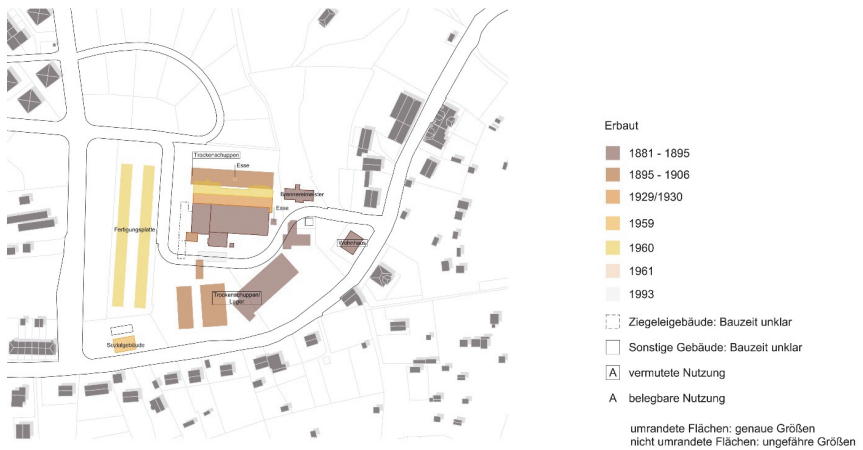 Trockenschuppen
Esse
Brennereimeister
Esse
Fertigungsplatte
Wohnhaus
Trockenschuppen/
Lager
Sozialgebäude
Erbaut
1881 - 1895
1895 - 1906
1929/1930
1959
1960
1961
1993
Ziegeleigebäude: Bauzeit unklar
Sonstige Gebäude: Bauzeit unklar
A vermutete Nutzung
A belegbare Nutzung
umrandete Flächen: genaue Größen
nicht umrandete Flächen: ungefähre Größen